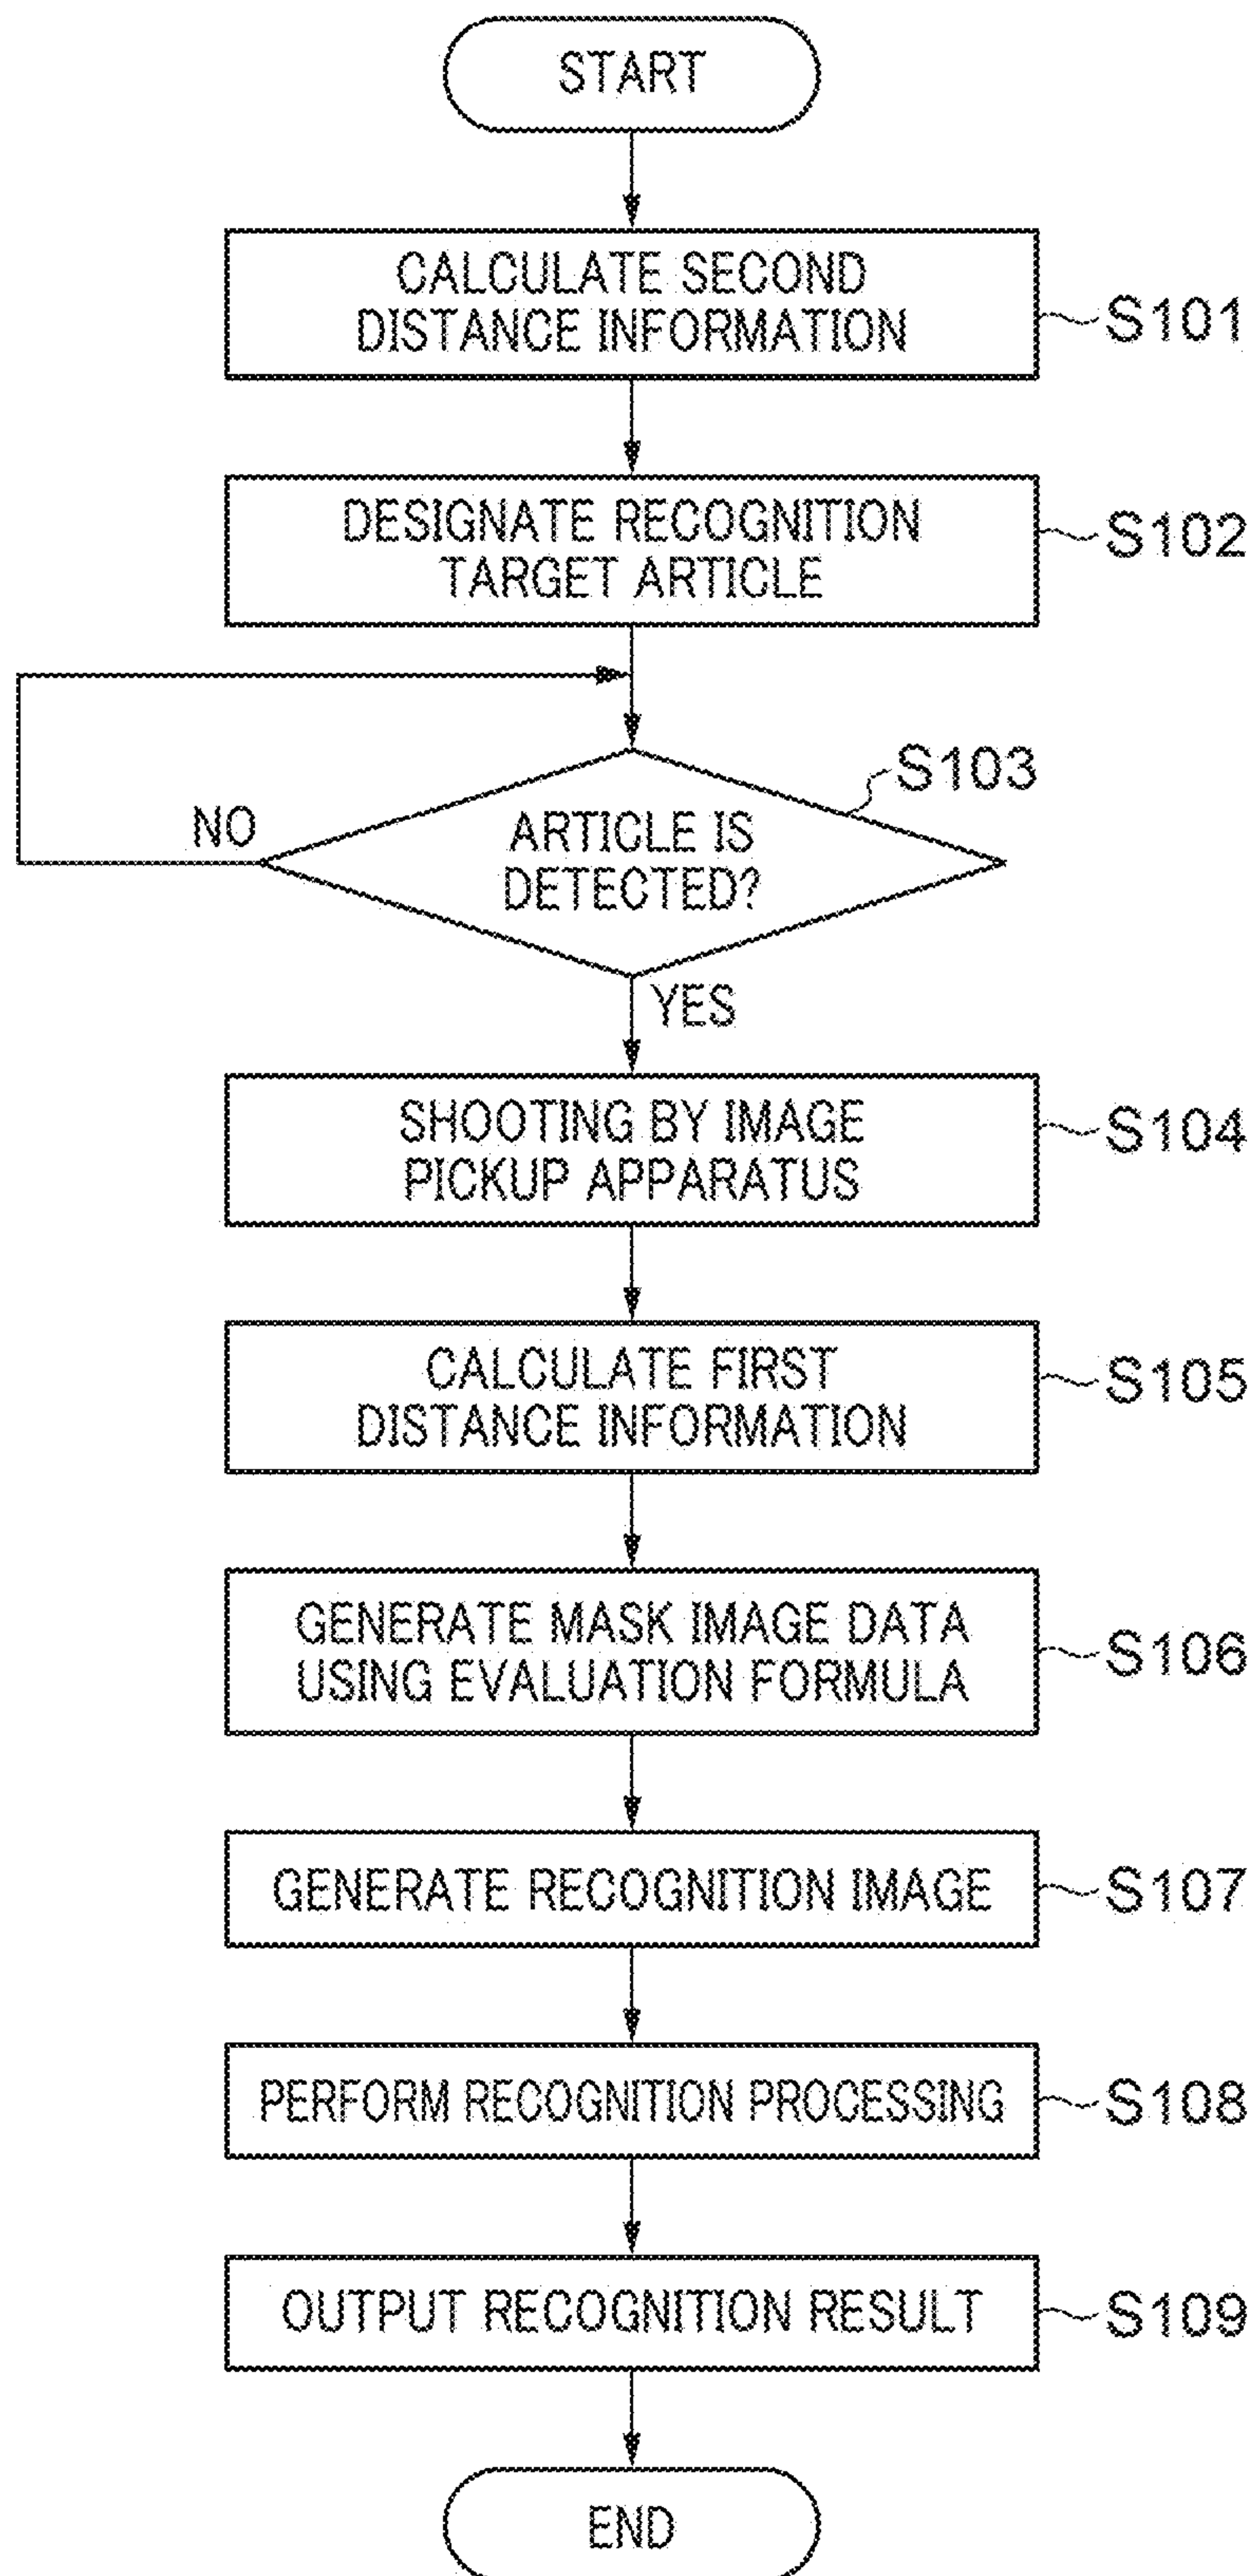 START
CALCULATE SECOND
DISTANCE INFORMATION
S101
DESIGNATE RECOGNITION
TARGET ARTICLE
S102
S103
NO
ARTICLE IS
DETECTED?
YES
SHOOTING BY IMAGE
PICKUP APPARATUS
S104
CALCULATE FIRST
DISTANCE INFORMATION
S105
GENERATE MASK IMAGE DATA
USING EVALUATION FORMULA
S106
GENERATE RECOGNITION IMAGE
S107
PERFORM RECOGNITION PROCESSING
S108
OUTPUT RECOGNITION RESULT
S109
END